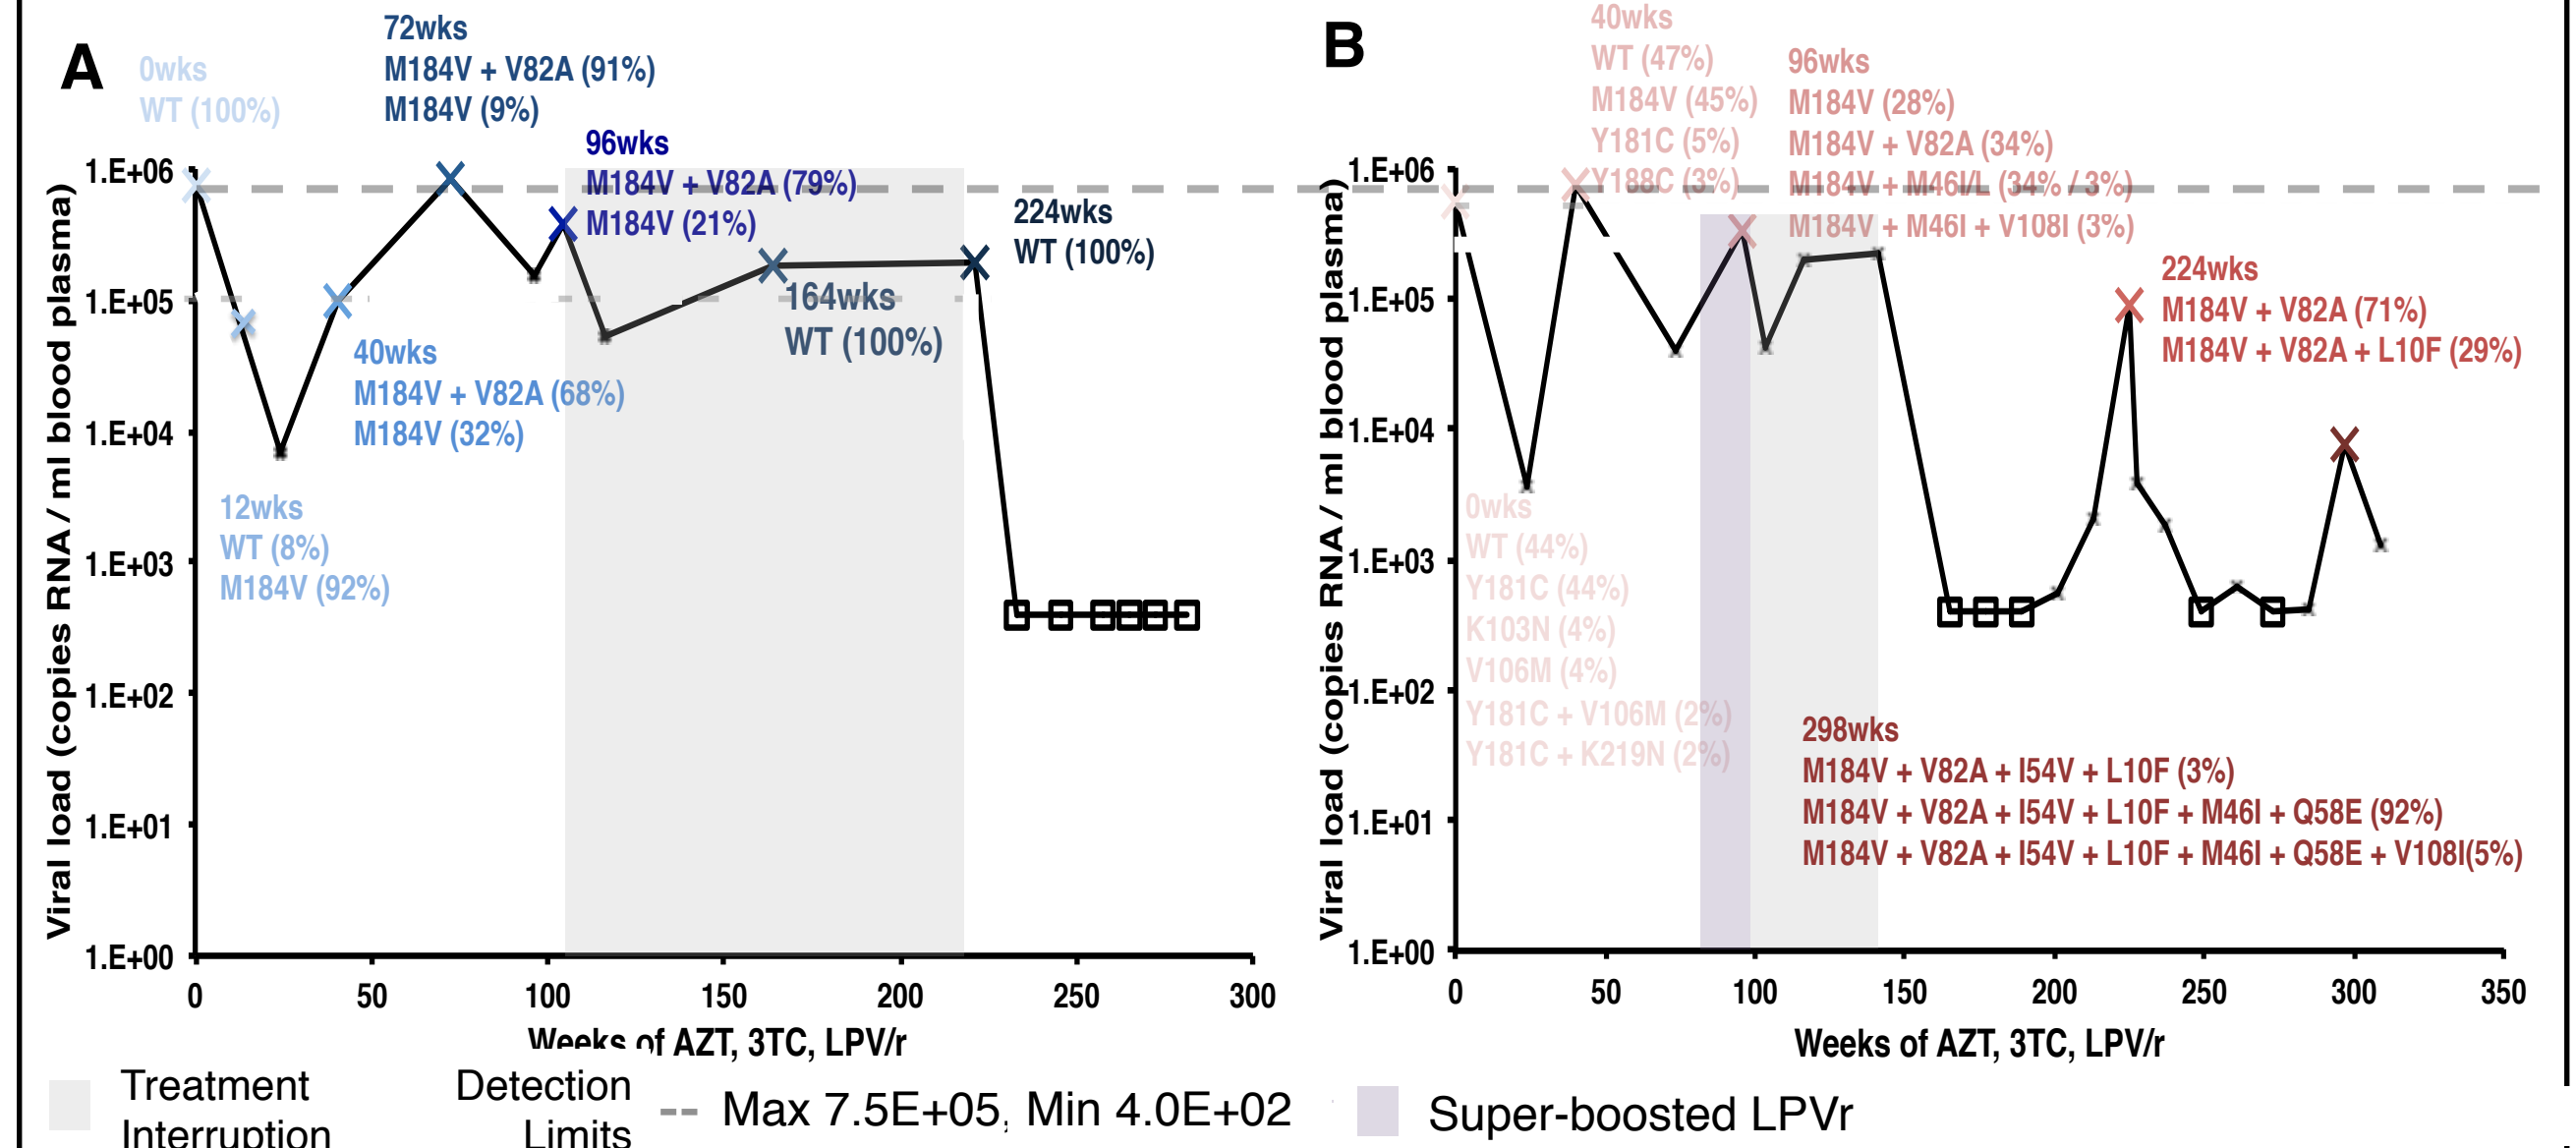 A
0wks
WT (100%)
72wks
M184V + V82A (91%)
M184V (9%)
96wks
M184V + V82A (79%)
M184V (21%)
224wks
WT (100%)
164wks
WT (100%)
40wks
M184V + V82A (68%)
M184V (32%)
12wks
WT (8%)
M184V (92%)
Viral load (copies RNA / ml blood plasma)
1.E+06
1.E+05
1.E+04
1.E+03
1.E+02
1.E+01
1.E+00
0 50 100 150 200 250 300
Weeks of AZT, 3TC, LPV/r
B
40wks
WT (47%)
M184V (45%)
Y181C (5%)
Y188C (3%)
96wks
M184V (28%)
M184V + V82A (34%)
M184V + M46I/L (34% / 3%)
M184V + M46I + V108I (3%)
224wks
M184V + V82A (71%)
M184V + V82A + L10F (29%)
0wks
WT (44%)
Y181C (44%)
K103N (4%)
V106M (4%)
Y181C + V106M (2%)
Y181C + K219N (2%)
298wks
M184V + V82A + I54V + L10F (3%)
M184V + V82A + I54V + L10F + M46I + Q58E (92%)
M184V + V82A + I54V + L10F + M46I + Q58E + V108I(5%)
Viral load (copies RNA / ml blood plasma)
1.E+06
1.E+05
1.E+04
1.E+03
1.E+02
1.E+01
1.E+00
0 50 100 150 200 250 300 350
Weeks of AZT, 3TC, LPV/r
Treatment
Interruption
Detection
Limits
Max 7.5E+05, Min 4.0E+02
Super-boosted LPVr